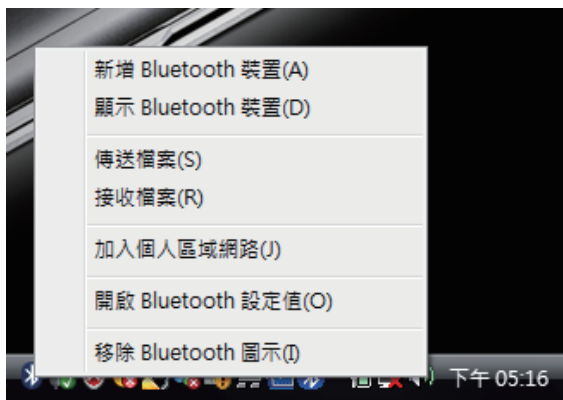 新增 Bluetooth 裝置(A)
顯示 Bluetooth 裝置(D)
傳送檔案(S)
接收檔案(R)
加入個人區域網路(J)
開啟 Bluetooth 設定值(O)
移除 Bluetooth 圖示(I)
下午 05:16